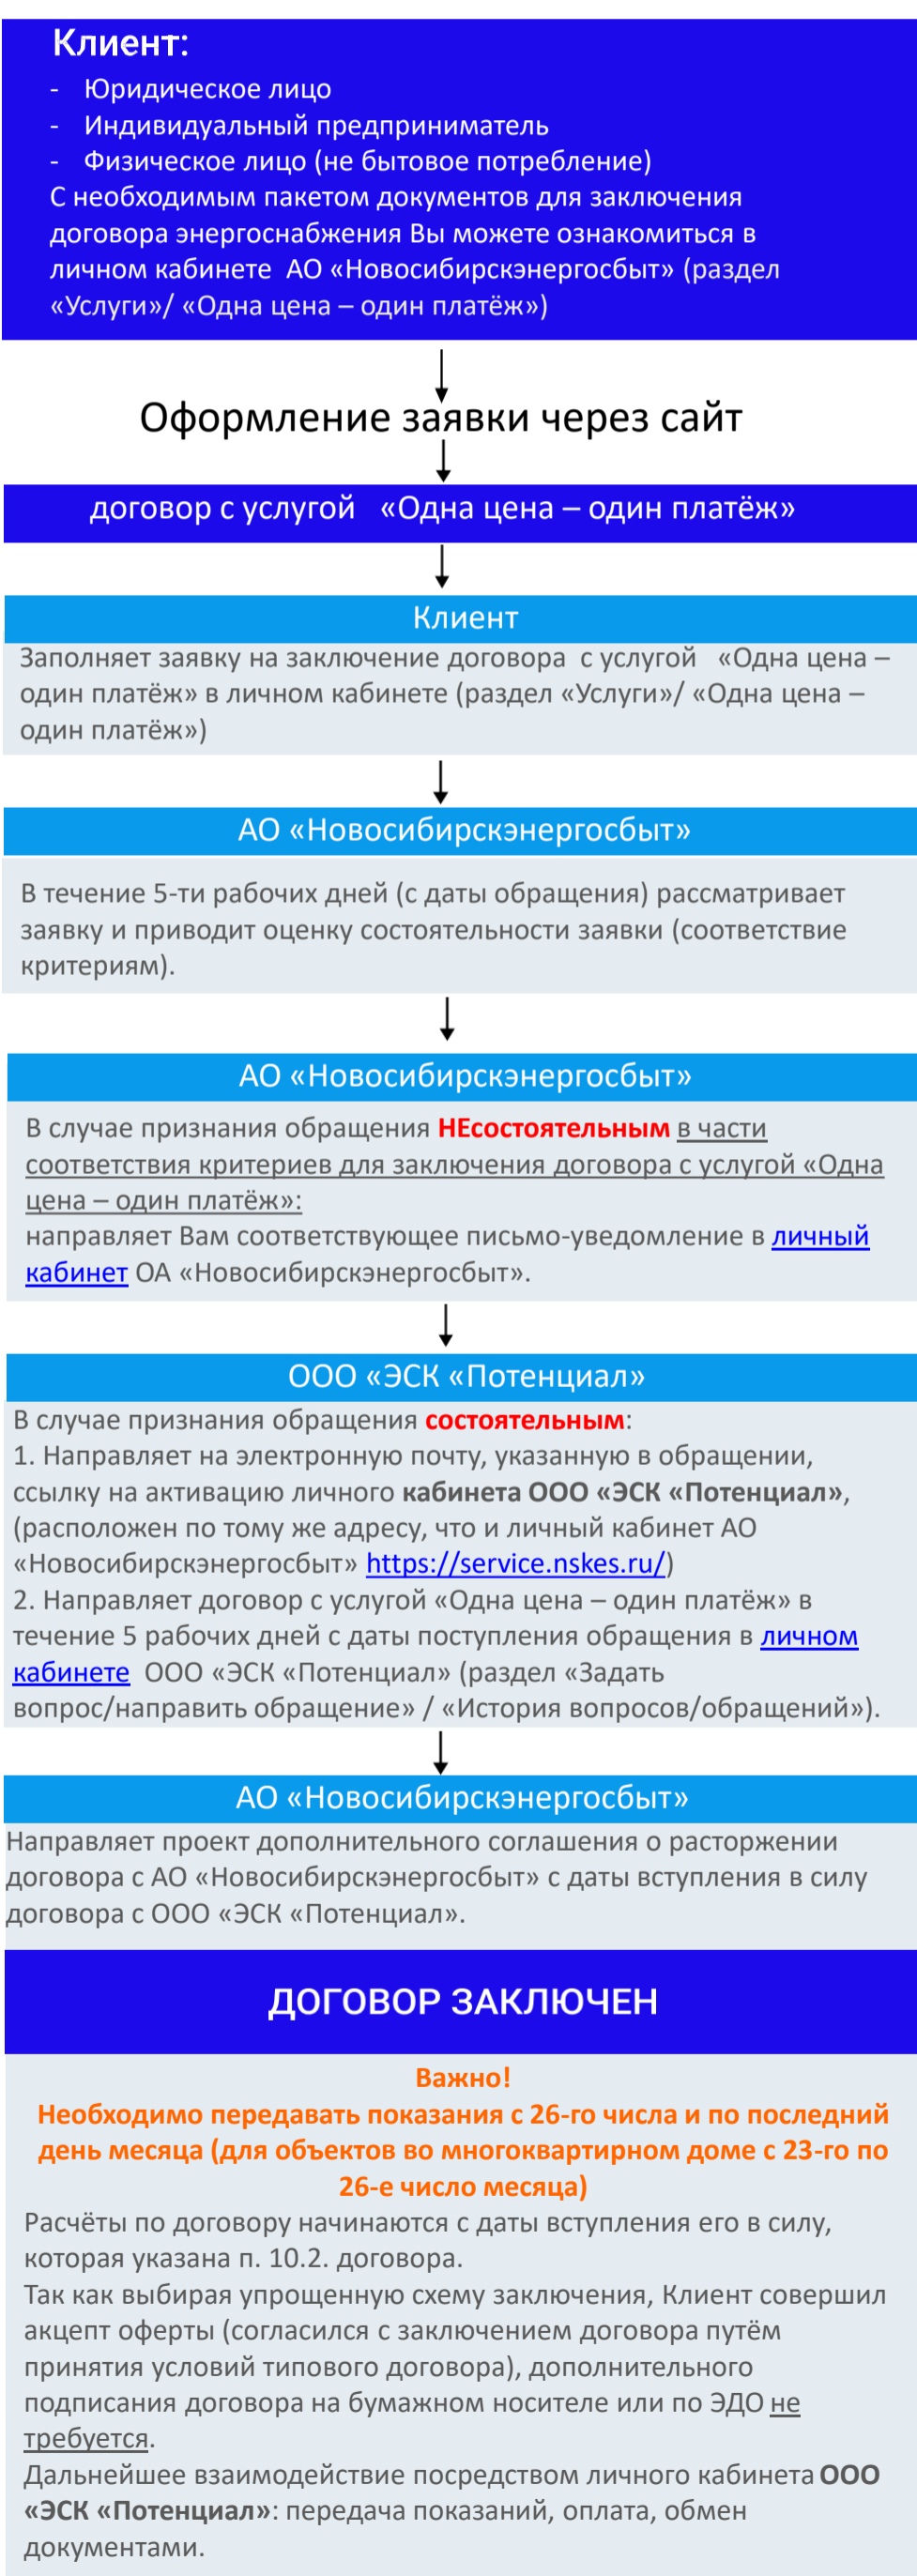 Клиент:
- Юридическое лицо
- Индивидуальный предприниматель
- Физическое лицо (не бытовое потребление)
С необходимым пакетом документов для заключения
договора энергоснабжения Вы можете ознакомиться в
личном кабинете АО «Новосибирскэнергосбыт» (раздел
«Услуги»/ «Одна цена – один платёж»)
Оформление заявки через сайт
договор с услугой «Одна цена – один платёж»
Клиент
Заполняет заявку на заключение договора с услугой «Одна цена –
один платёж» в личном кабинете (раздел «Услуги»/ «Одна цена –
один платёж»)
АО «Новосибирскэнергосбыт»
В течение 5-ти рабочих дней (с даты обращения) рассматривает
заявку и приводит оценку состоятельности заявки (соответствие
критериям).
АО «Новосибирскэнергосбыт»
В случае признания обращения НЕсостоятельным в части
соответствия критериев для заключения договора с услугой «Одна
цена – один платёж»:
направляет Вам соответствующее письмо-уведомление в личный
кабинет ОА «Новосибирскэнергосбыт».
ООО «ЭСК «Потенциал»
В случае признания обращения состоятельным:
1. Направляет на электронную почту, указанную в обращении,
ссылку на активацию личного кабинета ООО «ЭСК «Потенциал»,
(расположен по тому же адресу, что и личный кабинет АО
«Новосибирскэнергосбыт» https://service.nskes.ru/)
2. Направляет договор с услугой «Одна цена – один платёж» в
течение 5 рабочих дней с даты поступления обращения в личном
кабинете ООО «ЭСК «Потенциал» (раздел «Задать
вопрос/направить обращение» / «История вопросов/обращений»).
АО «Новосибирскэнергосбыт»
Направляет проект дополнительного соглашения о расторжении
договора с АО «Новосибирскэнергосбыт» с даты вступления в силу
договора с ООО «ЭСК «Потенциал».
ДОГОВОР ЗАКЛЮЧЕН
Важно!
Необходимо передавать показания с 26-го числа и по последний
день месяца (для объектов во многоквартирном доме с 23-го по
26-е число месяца)
Расчёты по договору начинаются с даты вступления его в силу,
которая указана п. 10.2. договора.
Так как выбирая упрощенную схему заключения, Клиент совершил
акцепт оферты (согласился с заключением договора путём
принятия условий типового договора), дополнительного
подписания договора на бумажном носителе или по ЭДО не
требуется.
Дальнейшее взаимодействие посредством личного кабинета ООО
«ЭСК «Потенциал»: передача показаний, оплата, обмен
документами.